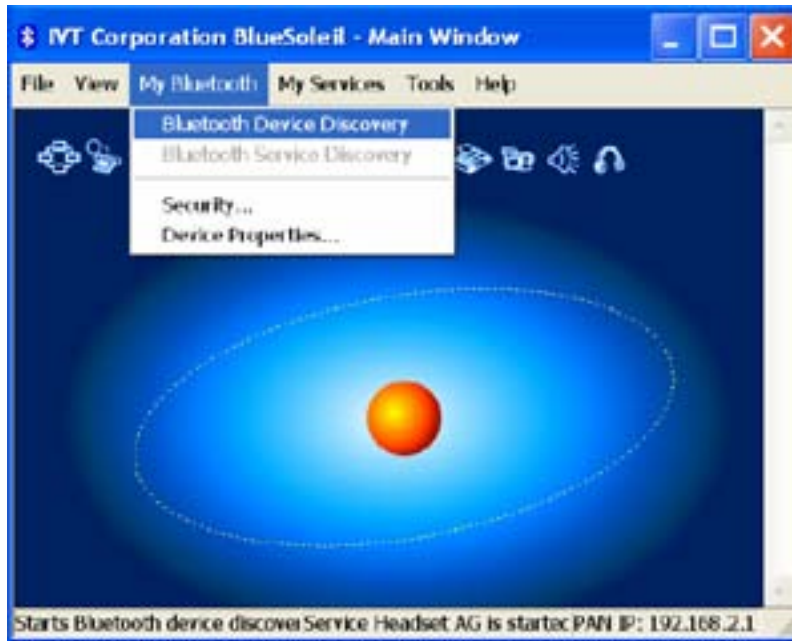 IVT Corporation BlueSoleil - Main Window
File View My Bluetooth My Services Tools Help
Bluetooth Device Discovery
Bluetooth Service Discovery
Security...
Device Properties...
Starts Bluetooth device discover Service Headset AG is started PAN IP: 192.168.2.1